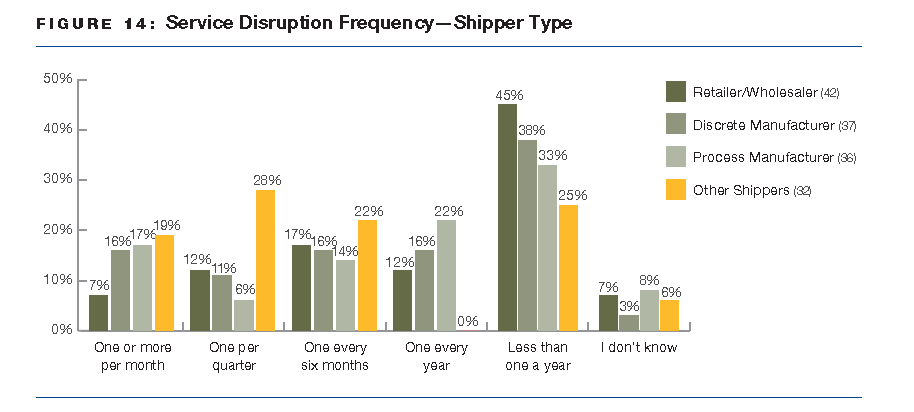 FIGURE 14: Service Disruption Frequency—Shipper Type
50%
40%
30%
20%
10%
0%
7%
16%
17%
19%
12%
11%
6%
28%
17%
16%
14%
22%
12%
16%
22%
0%
45%
38%
33%
25%
7%
3%
8%
6%
One or more
per month
One per
quarter
One every
six months
One every
year
Less than
one a year
I don't know
Retailer/Wholesaler (42)
Discrete Manufacturer (37)
Process Manufacturer (36)
Other Shippers (32)